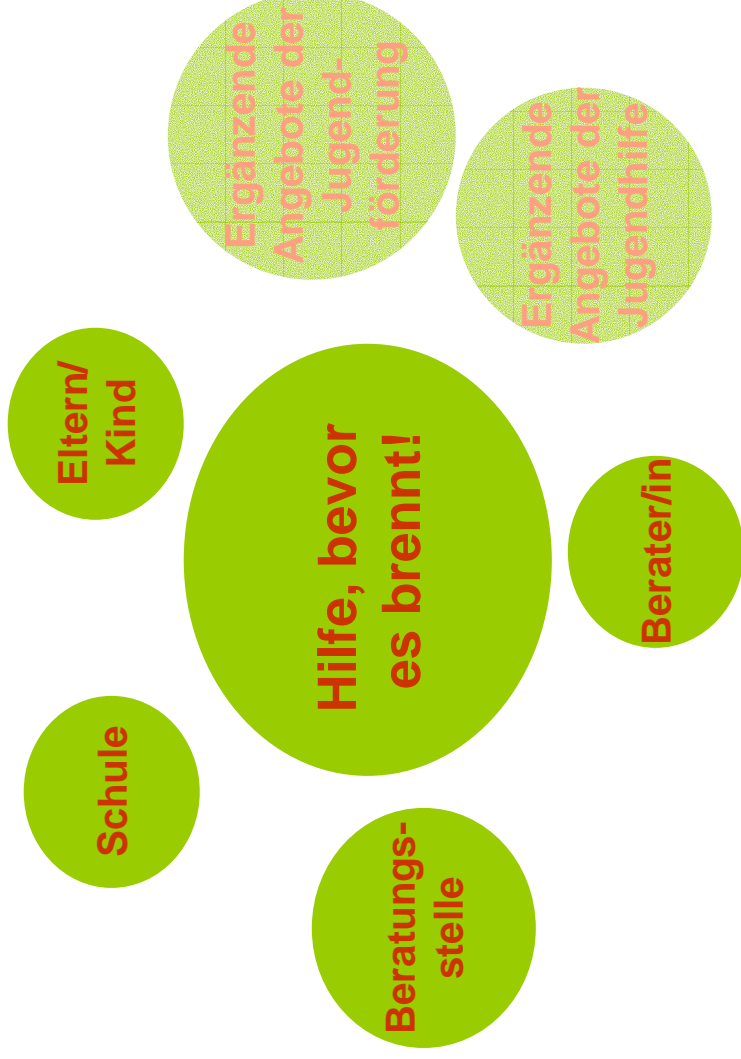 Schule
Eltern/
Kind
Ergänzende
Angebote der
Jugend-
förderung
Hilfe, bevor
es brennt!
Beratungs-
stelle
Ergänzende
Angebote der
Jugendhilfe
Berater/in